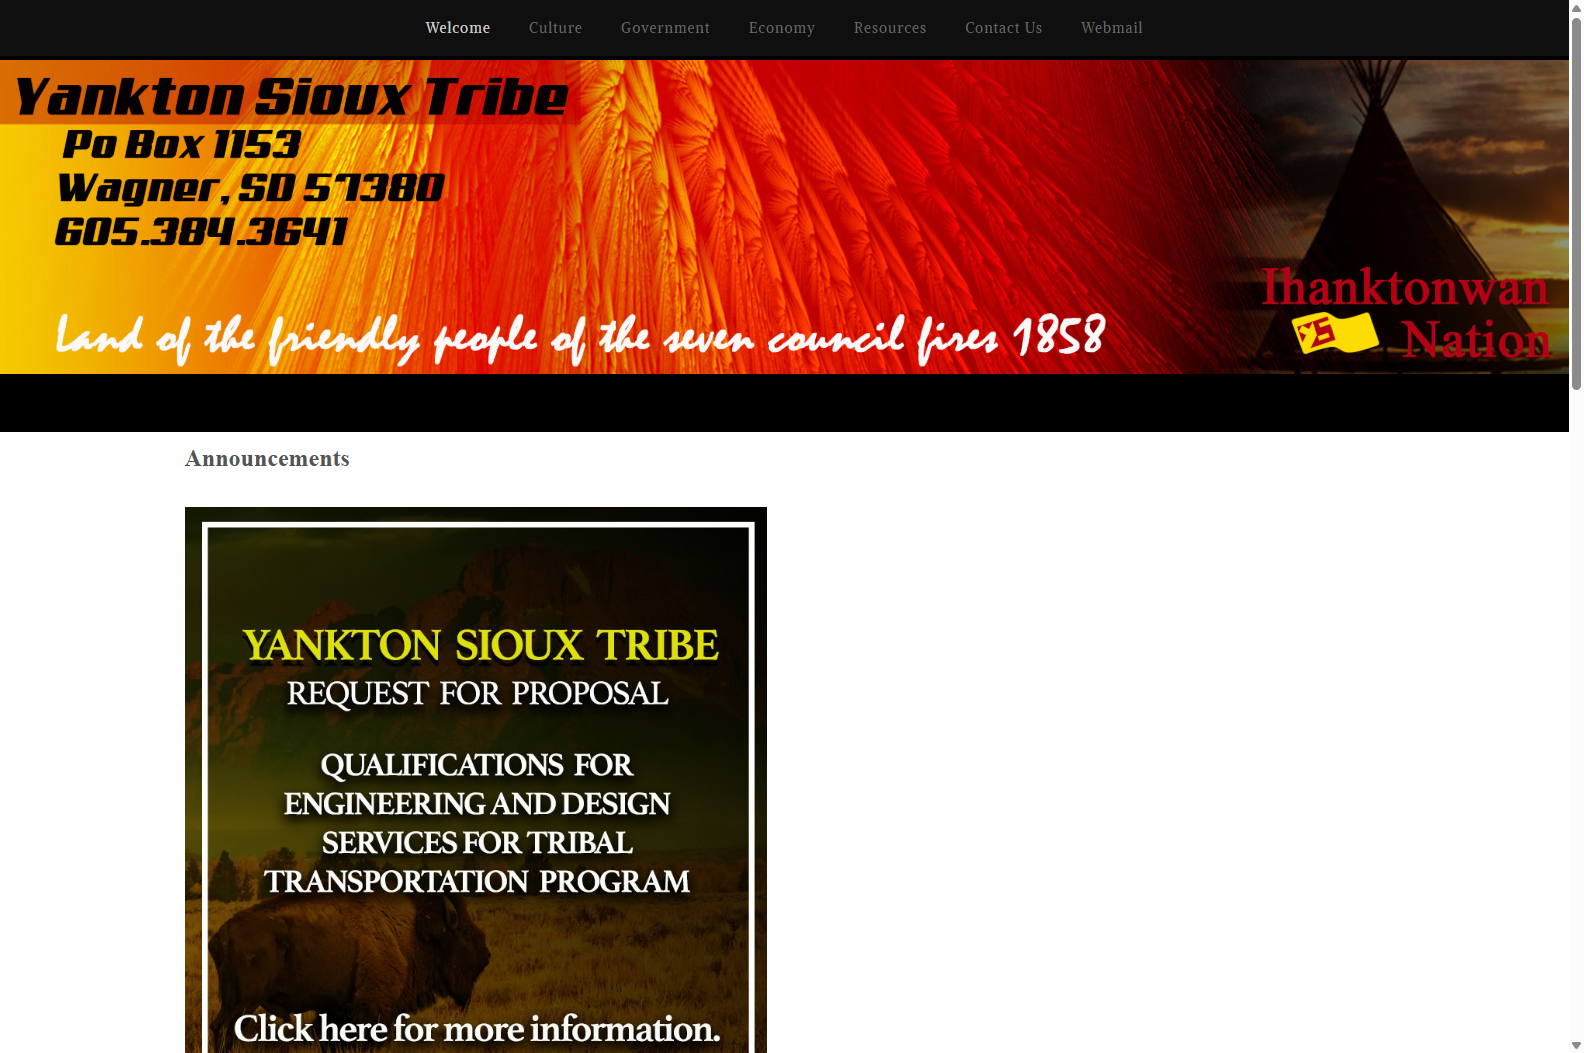 Welcome Culture Government Economy Resources Contact Us Webmail
Yankton Sioux Tribe
Po Box 1153
Wagner, SD 57380
605.384.3641
Land of the friendly people of the seven council fires 1858
Ihanktonwan
YS
Nation
Announcements
YANKTON SIOUX TRIBE
REQUEST FOR PROPOSAL
QUALIFICATIONS FOR
ENGINEERING AND DESIGN
SERVICES FOR TRIBAL
TRANSPORTATION PROGRAM
Click here for more information.